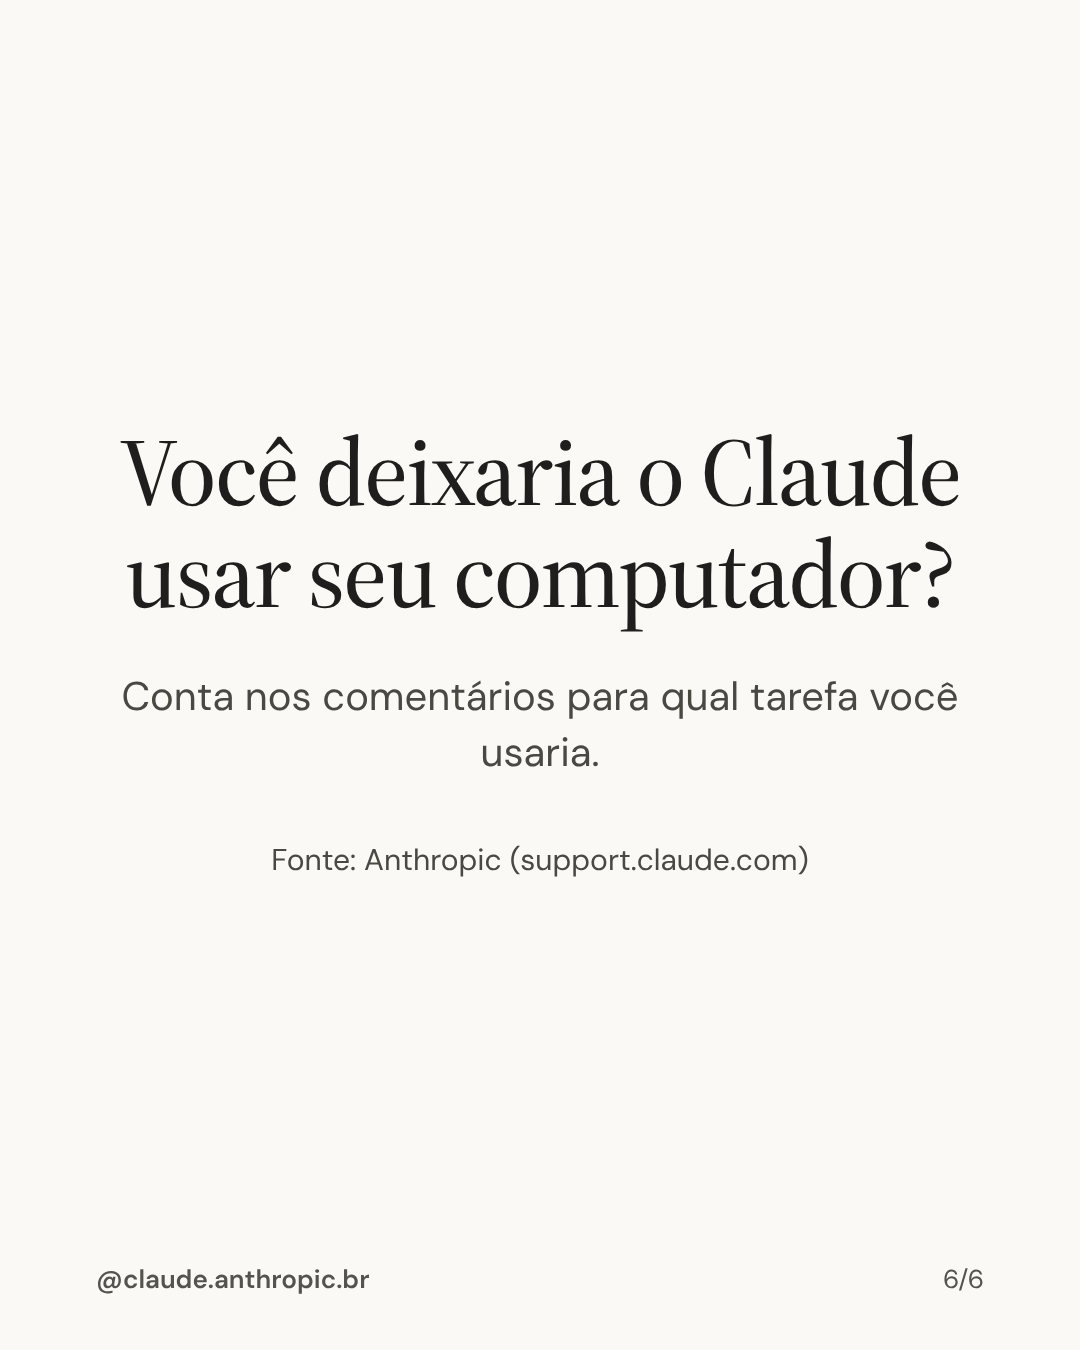 Você deixaria o Claude
usar seu computador?
Conta nos comentários para qual tarefa você
usaria.
Fonte: Anthropic (support.claude.com)
@claude.anthropic.br
6/6